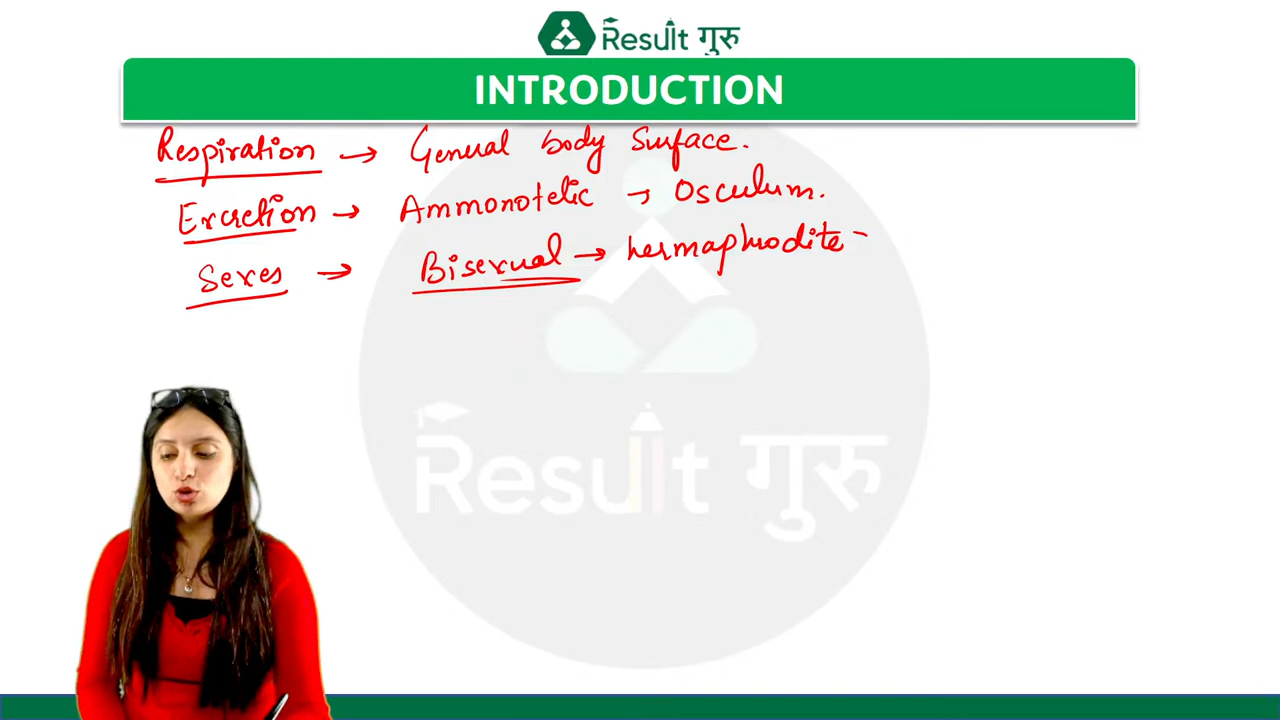 Result गुरु
INTRODUCTION
Respiration → General body Surface.
Excretion → Ammonotelic → Osculum.
Sexes → Bisexual → hermaphrodite -
Result गुरु